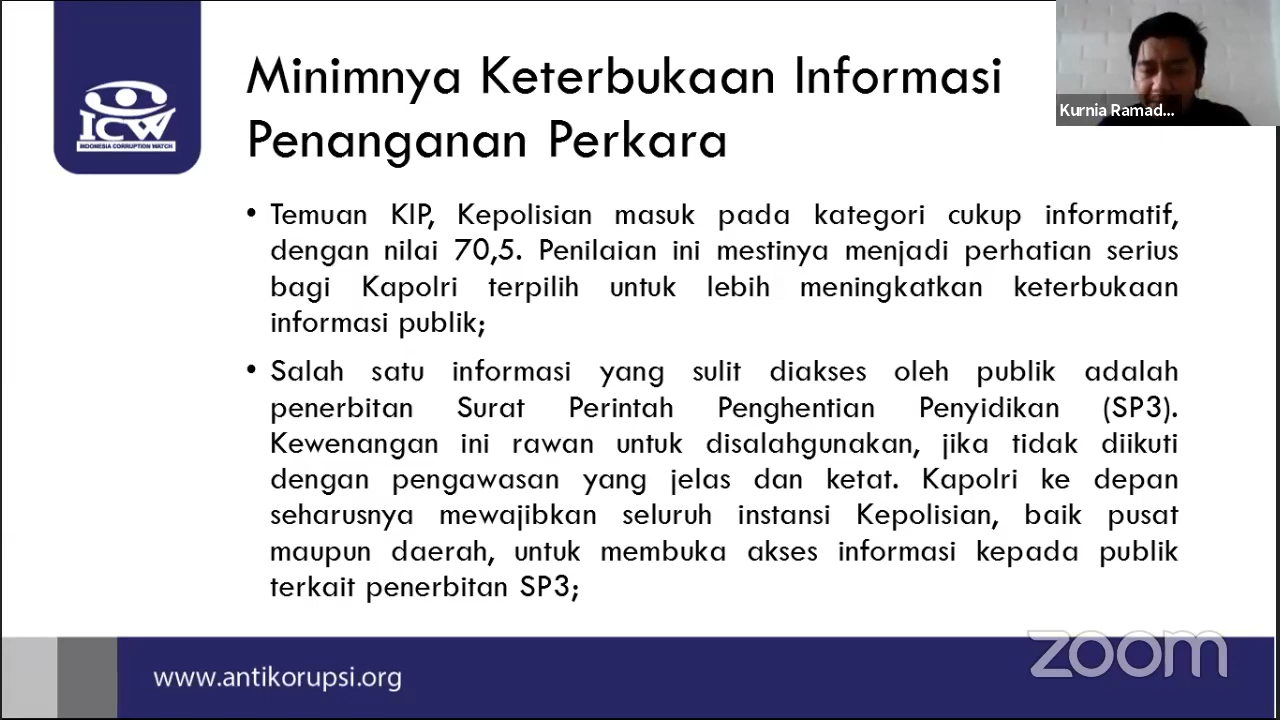 Minimnya Keterbukaan Informasi
Penanganan Perkara
Kurnia Ramad...
ICW
INDONESIA CORRUPTION WATCH
• Temuan KIP, Kepolisian masuk pada kategori cukup informatif,
dengan nilai 70,5. Penilaian ini mestinya menjadi perhatian serius
bagi Kapolri terpilih untuk lebih meningkatkan keterbukaan
informasi publik;
• Salah satu informasi yang sulit diakses oleh publik adalah
penerbitan Surat Perintah Penghentian Penyidikan (SP3).
Kewenangan ini rawan untuk disalahgunakan, jika tidak diikuti
dengan pengawasan yang jelas dan ketat. Kapolri ke depan
seharusnya mewajibkan seluruh instansi Kepolisian, baik pusat
maupun daerah, untuk membuka akses informasi kepada publik
terkait penerbitan SP3;
zoom
www.antikorupsi.org